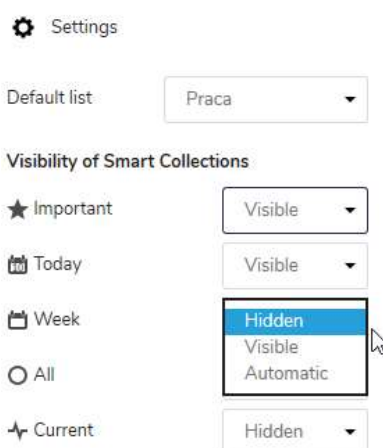 Settings
Default list Praca
Visibility of Smart Collections
Important Visible
Today Visible
Week Hidden
Visible
All Automatic
Current Hidden